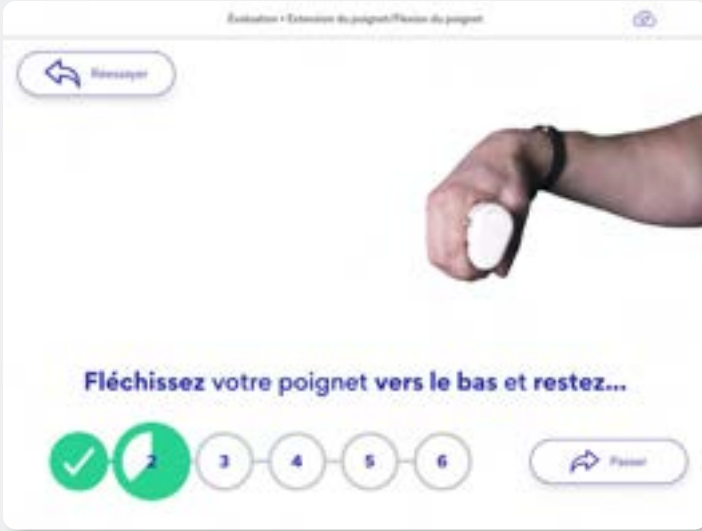 Évaluation • Extension du poignet/Flexion du poignet
Réessayer
Fléchissez votre poignet vers le bas et restez...
2 3 4 5 6
Passer